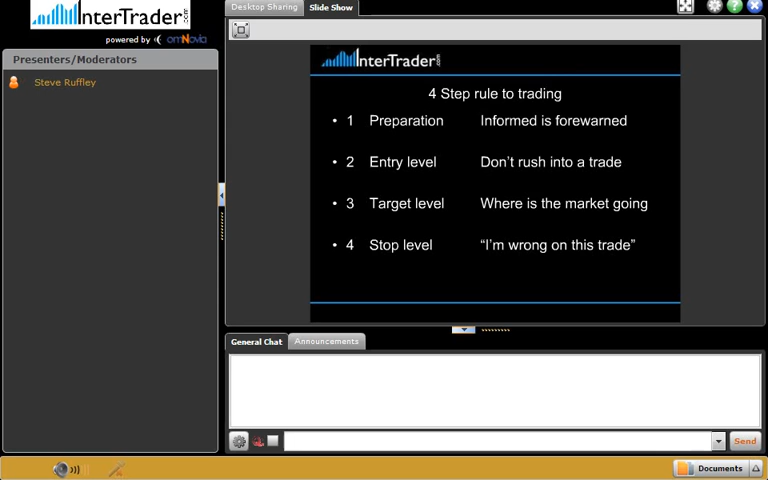 InterTrader.com
powered by omNovia
Presenters/Moderators
Steve Ruffley
Desktop Sharing
Slide Show
InterTrader.com
4 Step rule to trading
• 1 Preparation Informed is forewarned
• 2 Entry level Don't rush into a trade
• 3 Target level Where is the market going
• 4 Stop level “I'm wrong on this trade”
General Chat
Announcements
Send
Documents